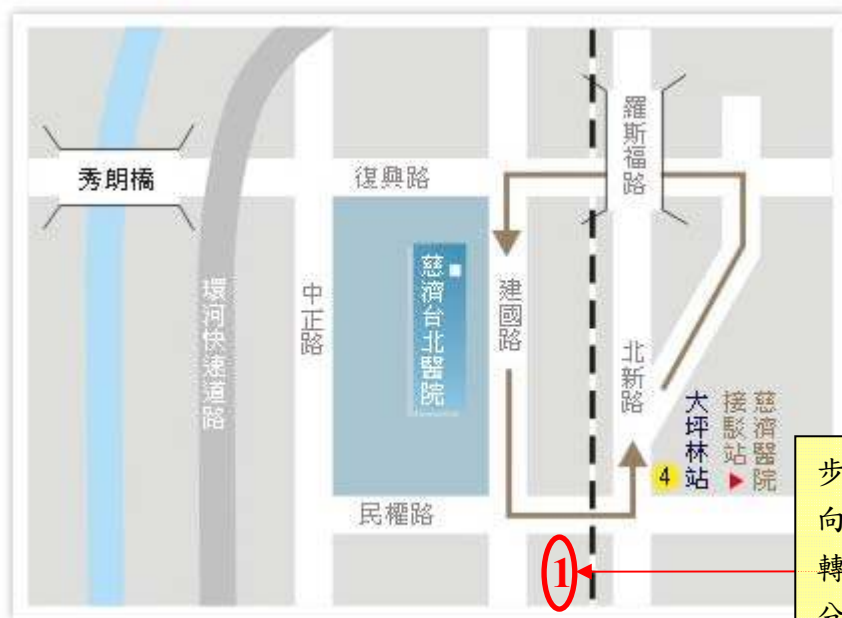 羅斯福路
秀朗橋
復興路
慈濟台北醫院
環河快速道路
中正路
建國路
北新路
大坪林站
慈濟醫院
接駁站
4
民權路
1
步
向
轉